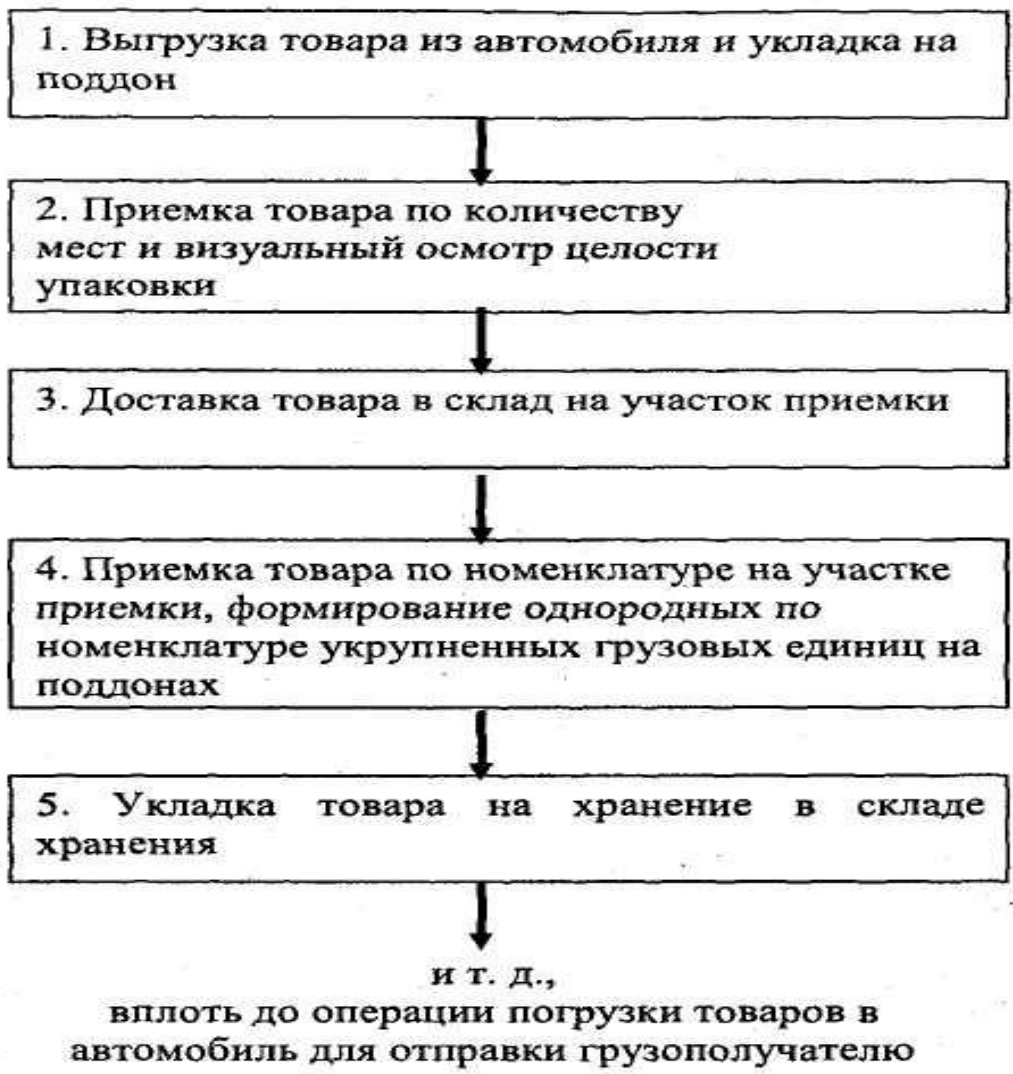 1. Выгрузка товара из автомобиля и укладка на
поддон
2. Приемка товара по количеству
мест и визуальный осмотр целости
упаковки
3. Доставка товара в склад на участок приемки
4. Приемка товара по номенклатуре на участке
приемки, формирование однородных по
номенклатуре укрупненных грузовых единиц на
поддонах
5. Укладка товара на хранение в складе
хранения
и т. д.,
вплоть до операции погрузки товаров в
автомобиль для отправки грузополучателю